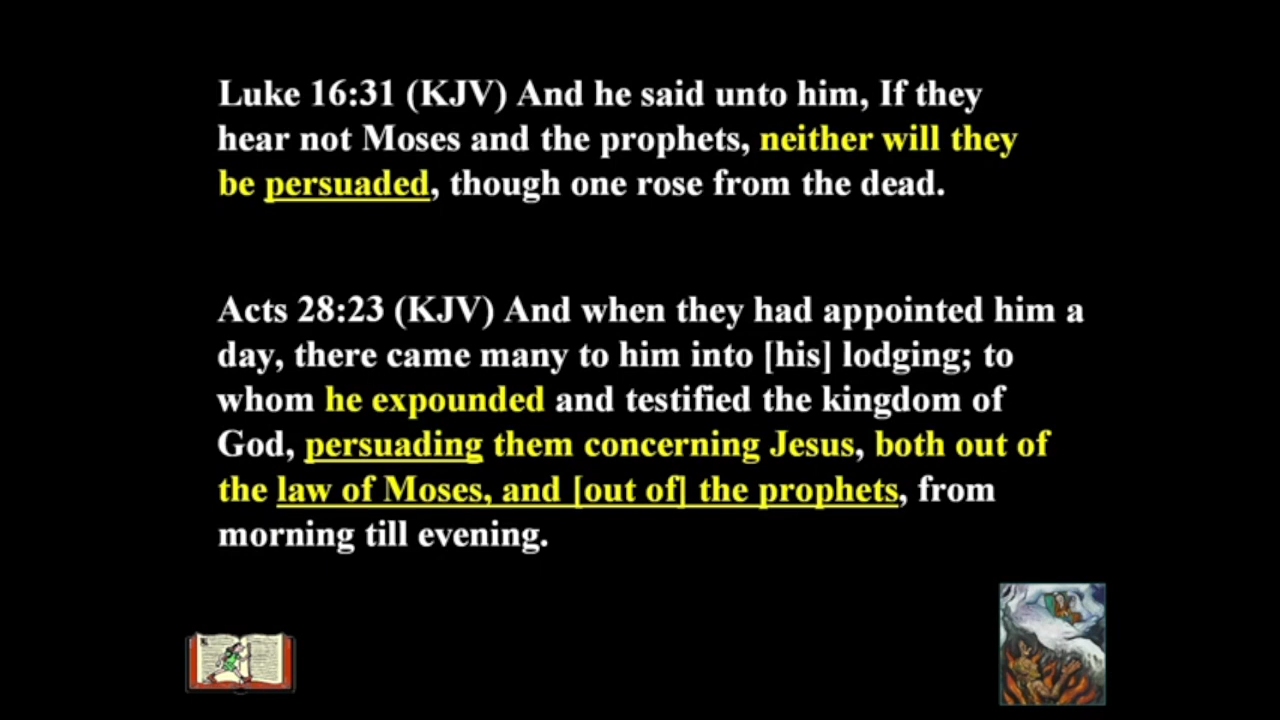 Luke 16:31 (KJV) And he said unto him, If they
hear not Moses and the prophets, neither will they
be persuaded, though one rose from the dead.
Acts 28:23 (KJV) And when they had appointed him a
day, there came many to him into [his] lodging; to
whom he expounded and testified the kingdom of
God, persuading them concerning Jesus, both out of
the law of Moses, and [out of] the prophets, from
morning till evening.